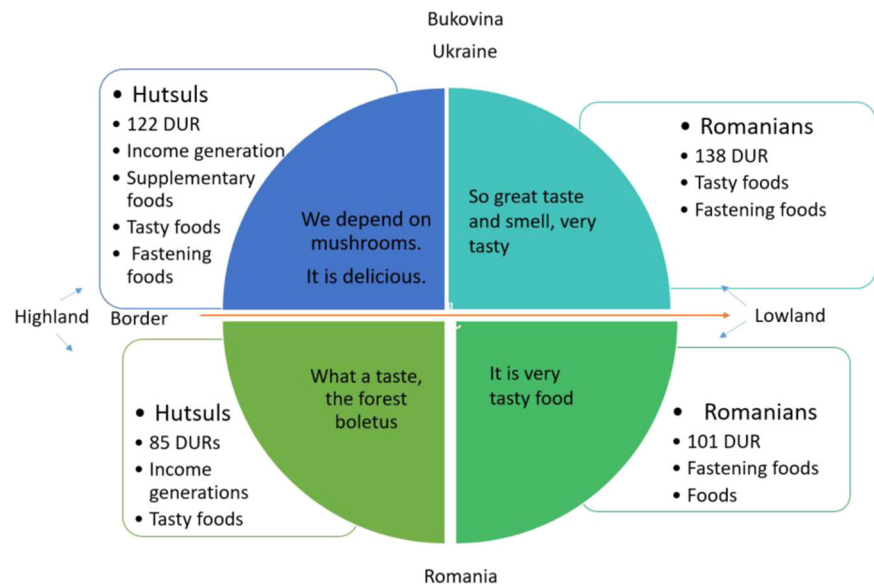 Bukovina
Ukraine
• Hutsuls
• 122 DUR
• Income generation
• Supplementary
foods
• Tasty foods
• Fastening
foods
We depend on
mushrooms.
It is delicious.
So great taste
and smell, very
tasty
• Romanians
• 138 DUR
• Tasty foods
• Fastening foods
Highland
Border
Lowland
• Hutsuls
• 85 DURs
• Income
generations
• Tasty foods
What a taste,
the forest
boletus
It is very
tasty food
• Romanians
• 101 DUR
• Fastening foods
• Foods
Romania